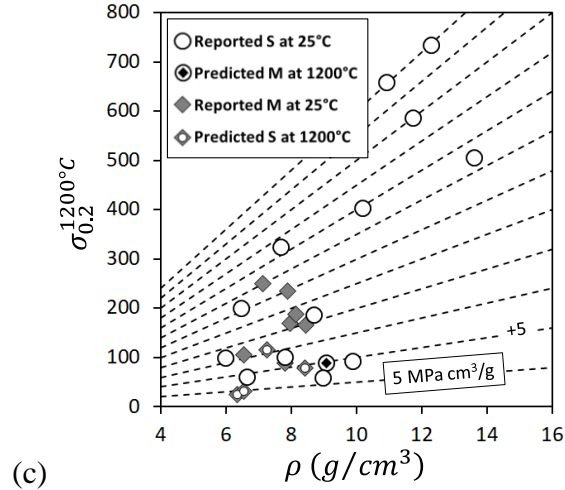 800
700
600
500
400
300
200
100
0
σ0.2^1200°C
Reported S at 25°C
Predicted M at 1200°C
Reported M at 25°C
Predicted S at 1200°C
+5
5 MPa cm³/g
4 6 8 10 12 14 16
(c)
ρ (g/cm³)